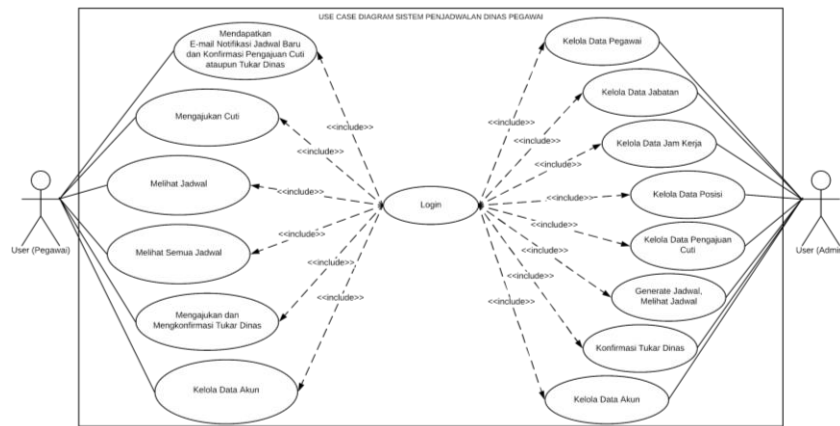 USE CASE DIAGRAM SISTEM PENJADWALAN DINAS PEGAWAI
Mendapatkan
E-mail Notifikasi Jadwal Baru
dan Konfirmasi Pengajuan Cuti
ataupun Tukar Dinas
Mengajukan Cuti
Melihat Jadwal
Melihat Semua Jadwal
Mengajukan dan
Mengkonfirmasi Tukar Dinas
Kelola Data Akun
User (Pegawai)
<<include>>
<<include>>
<<include>>
<<include>>
<<include>>
<<include>>
Login
<<include>>
<<include>>
<<include>>
<<include>>
<<include>>
<<include>>
<<include>>
<<include>>
Kelola Data Pegawai
Kelola Data Jabatan
Kelola Data Jam Kerja
Kelola Data Posisi
Kelola Data Pengajuan
Cuti
Generate Jadwal,
Melihat Jadwal
Konfirmasi Tukar Dinas
Kelola Data Akun
User (Admin